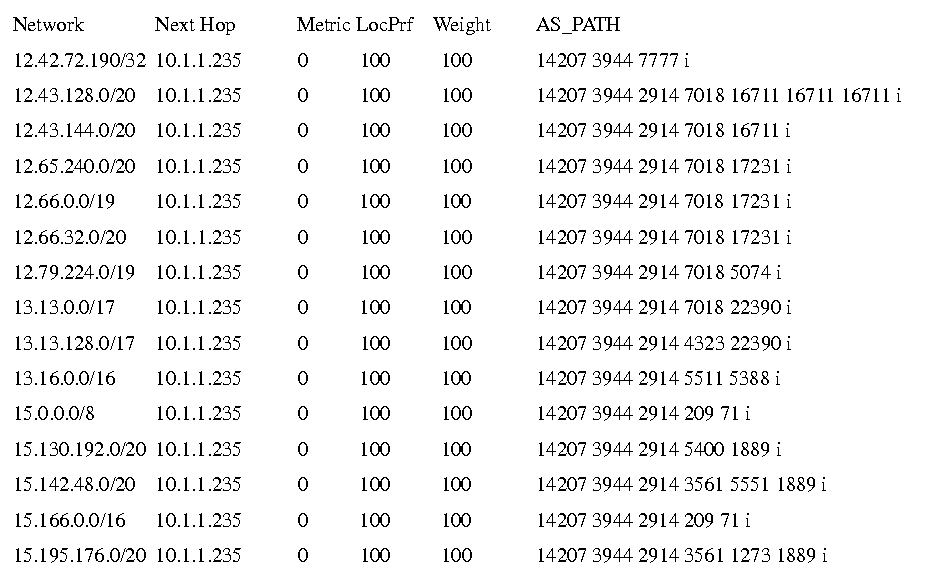 Network Next Hop Metric LocPrf Weight AS_PATH
12.42.72.190/32 10.1.1.235 0 100 100 14207 3944 7777 i
12.43.128.0/20 10.1.1.235 0 100 100 14207 3944 2914 7018 16711 16711 16711 i
12.43.144.0/20 10.1.1.235 0 100 100 14207 3944 2914 7018 16711 i
12.65.240.0/20 10.1.1.235 0 100 100 14207 3944 2914 7018 17231 i
12.66.0.0/19 10.1.1.235 0 100 100 14207 3944 2914 7018 17231 i
12.66.32.0/20 10.1.1.235 0 100 100 14207 3944 2914 7018 17231 i
12.79.224.0/19 10.1.1.235 0 100 100 14207 3944 2914 7018 5074 i
13.13.0.0/17 10.1.1.235 0 100 100 14207 3944 2914 7018 22390 i
13.13.128.0/17 10.1.1.235 0 100 100 14207 3944 2914 4323 22390 i
13.16.0.0/16 10.1.1.235 0 100 100 14207 3944 2914 5511 5388 i
15.0.0.0/8 10.1.1.235 0 100 100 14207 3944 2914 209 71 i
15.130.192.0/20 10.1.1.235 0 100 100 14207 3944 2914 5400 1889 i
15.142.48.0/20 10.1.1.235 0 100 100 14207 3944 2914 3561 5551 1889 i
15.166.0.0/16 10.1.1.235 0 100 100 14207 3944 2914 209 71 i
15.195.176.0/20 10.1.1.235 0 100 100 14207 3944 2914 3561 1273 1889 i